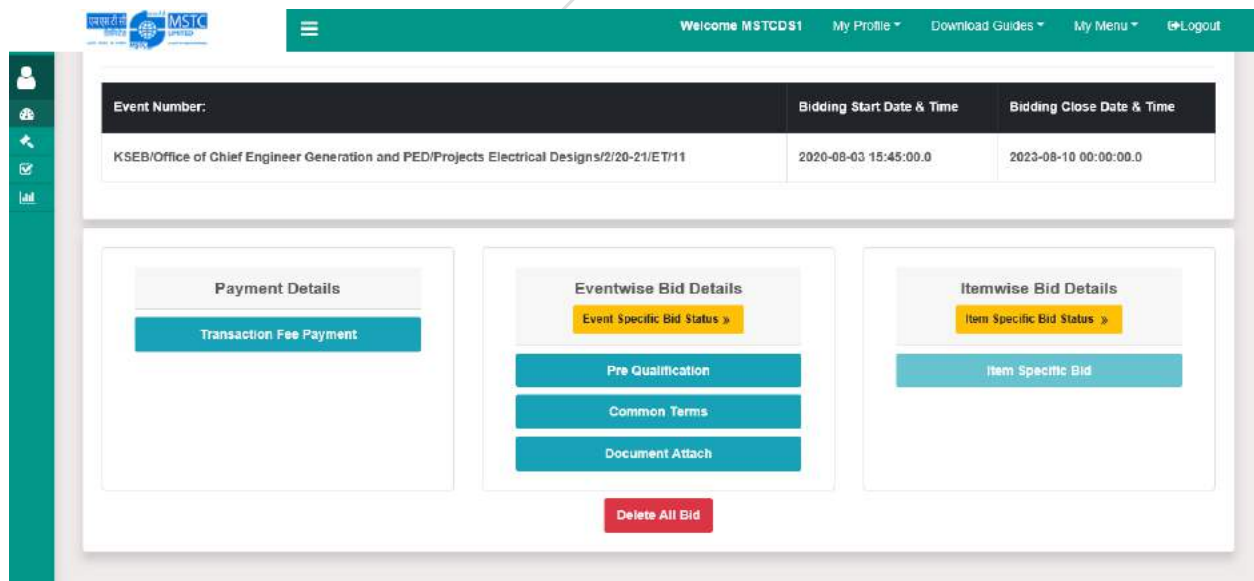 एमएसटीसी
लिमिटेड
MSTC
LIMITED
Welcome MSTCDS1
My Profile
Download Guides
My Menu
Logout
Event Number:
Bidding Start Date & Time
Bidding Close Date & Time
KSEB/Office of Chief Engineer Generation and PED/Projects Electrical Designs/2/20-21/ET/11
2020-08-03 15:45:00.0
2023-08-10 00:00:00.0
Payment Details
Transaction Fee Payment
Eventwise Bid Details
Event Specific Bid Status »
Pre Qualification
Common Terms
Document Attach
Itemwise Bid Details
Item Specific Bid Status »
Item Specific Bid
Delete All Bid